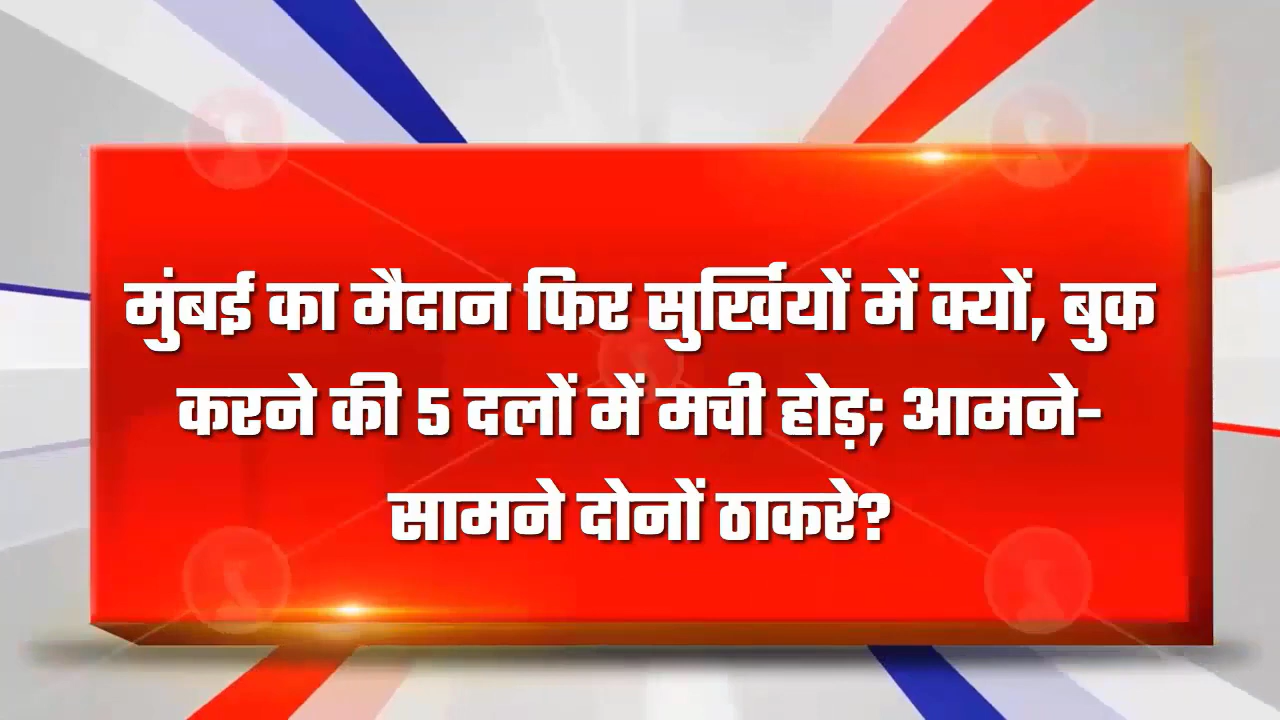 मुंबई का मैदान फिर सुर्खियों में क्यों, बुक
करने की 5 दलों में मची होड़; आमने-
सामने दोनों ठाकरे?